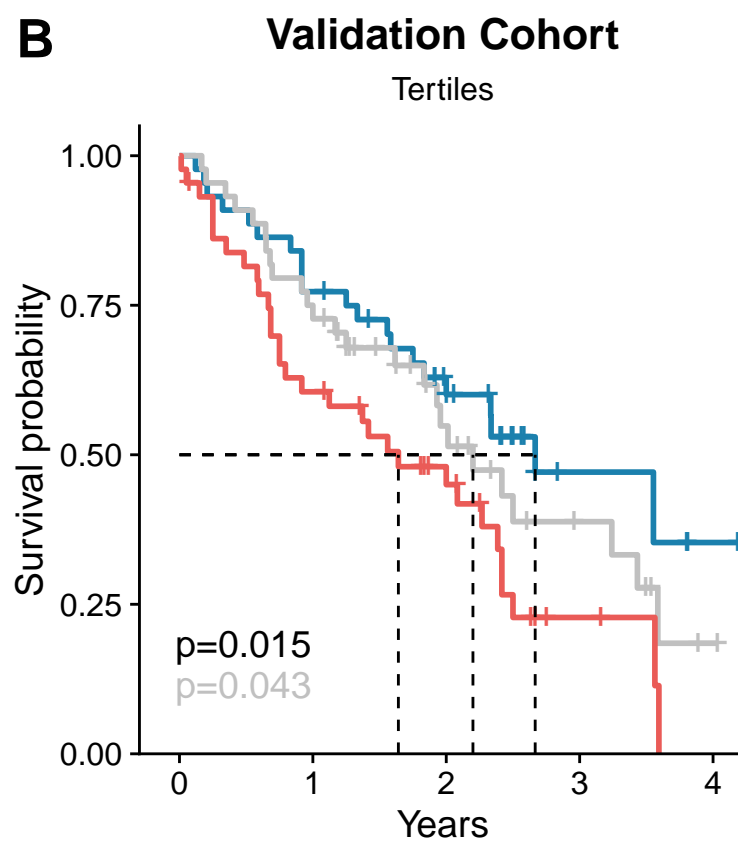 B
Validation Cohort
Tertiles
Survival probability
1.00
0.75
0.50
0.25
0.00
p=0.015
p=0.043
0 1 2 3 4
Years